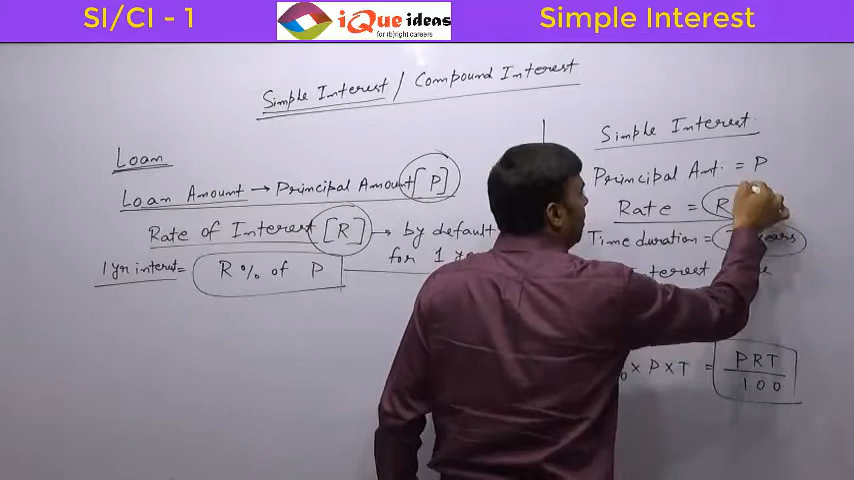 SI/CI - 1
iQue ideas
for (b)right careers
Simple Interest
Simple Interest / Compound Interest
Loan
Loan Amount → Principal Amount [P]
Rate of Interest [R] → by default
for 1
1 yr interest = R% of P
Simple Interest
Principal Amt. = P
Rate = R
Time duration = years
Interest
× P × T = PRT
100